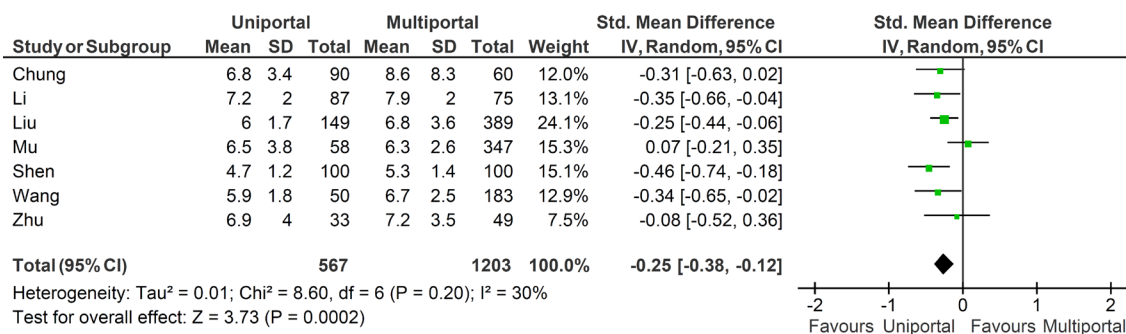 Uniportal Multiportal Std. Mean Difference Std. Mean Difference
Study or Subgroup Mean SD Total Mean SD Total Weight IV, Random, 95% CI IV, Random, 95% CI
Chung 6.8 3.4 90 8.6 8.3 60 12.0% -0.31 [-0.63, 0.02]
Li 7.2 2 87 7.9 2 75 13.1% -0.35 [-0.66, -0.04]
Liu 6 1.7 149 6.8 3.6 389 24.1% -0.25 [-0.44, -0.06]
Mu 6.5 3.8 58 6.3 2.6 347 15.3% 0.07 [-0.21, 0.35]
Shen 4.7 1.2 100 5.3 1.4 100 15.1% -0.46 [-0.74, -0.18]
Wang 5.9 1.8 50 6.7 2.5 183 12.9% -0.34 [-0.65, -0.02]
Zhu 6.9 4 33 7.2 3.5 49 7.5% -0.08 [-0.52, 0.36]
Total (95% CI) 567 1203 100.0% -0.25 [-0.38, -0.12]
Heterogeneity: Tau² = 0.01; Chi² = 8.60, df = 6 (P = 0.20); I² = 30%
Test for overall effect: Z = 3.73 (P = 0.0002)
-2 -1 0 1 2
Favours Uniportal Favours Multiportal